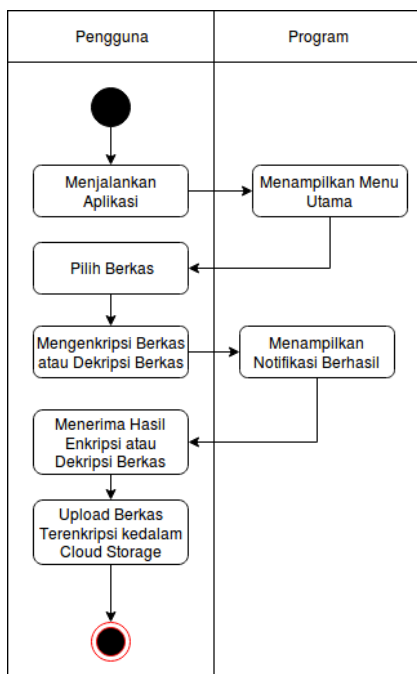 Pengguna
Program
Menjalankan
Aplikasi
Menampilkan Menu
Utama
Pilih Berkas
Mengenkripsi Berkas
atau Dekripsi Berkas
Menampilkan
Notifikasi Berhasil
Menerima Hasil
Enkripsi atau
Dekripsi Berkas
Upload Berkas
Terenkripsi kedalam
Cloud Storage